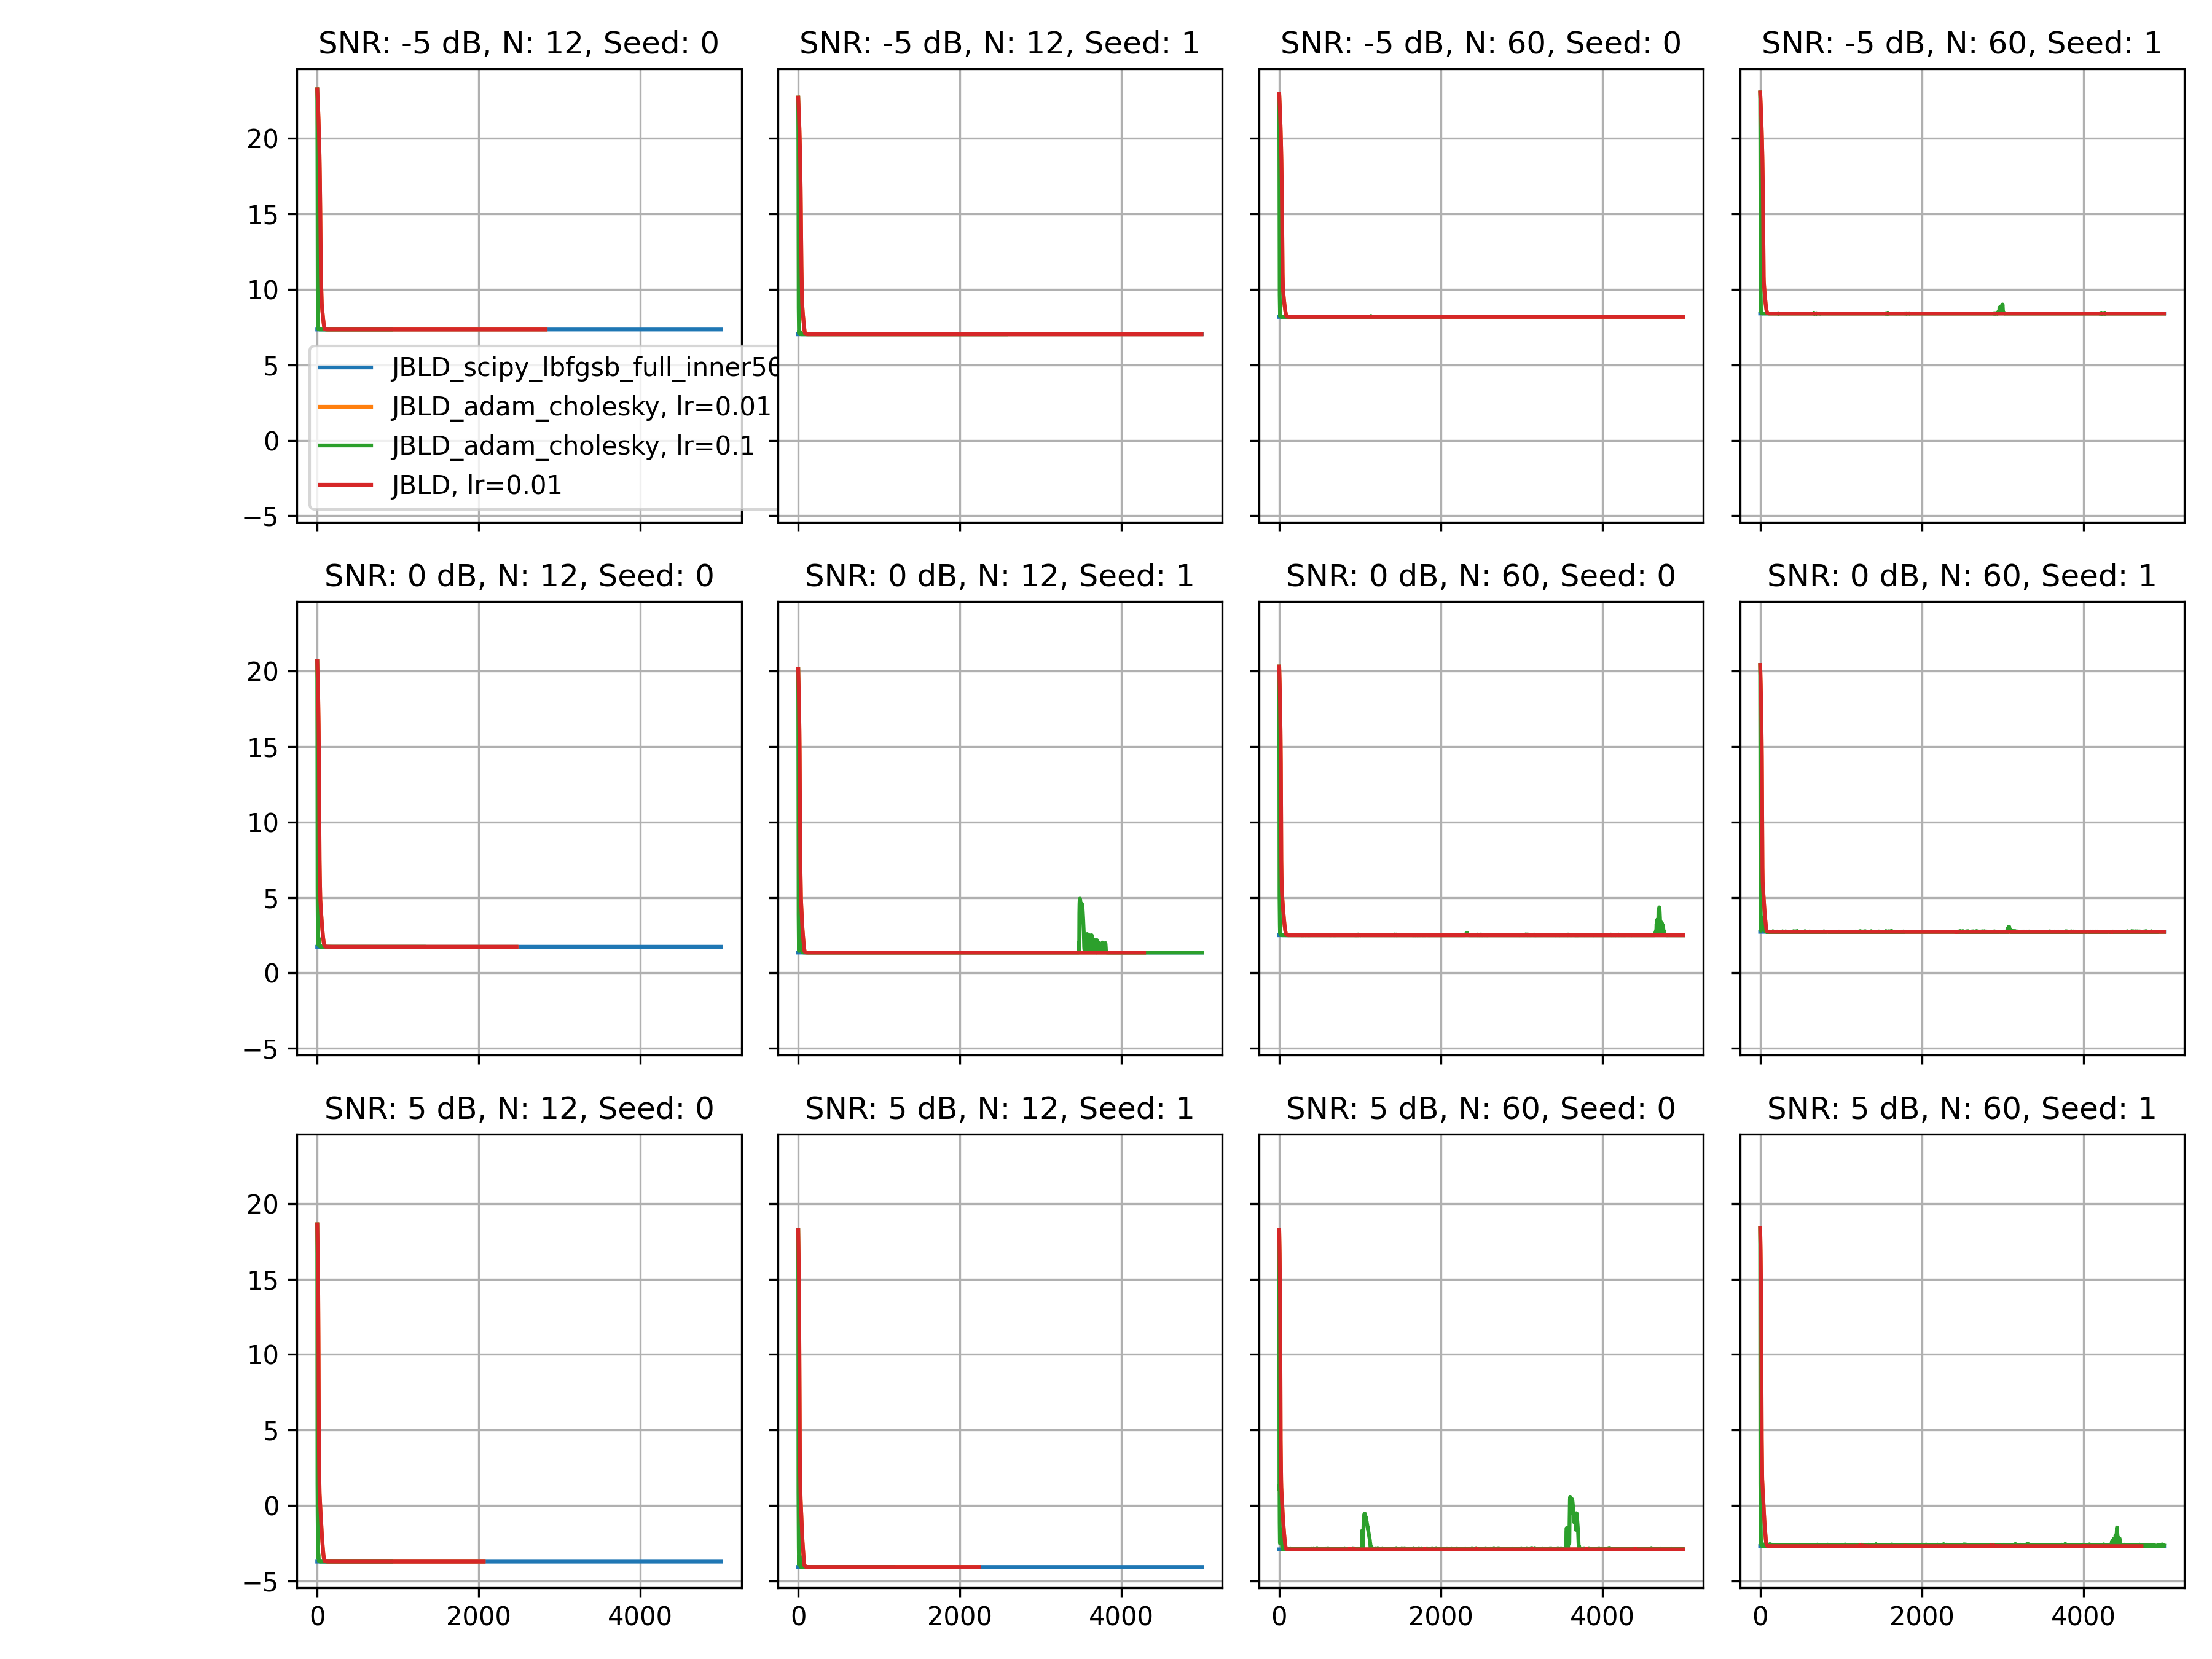 SNR: -5 dB, N: 12, Seed: 0
SNR: -5 dB, N: 12, Seed: 1
SNR: -5 dB, N: 60, Seed: 0
SNR: -5 dB, N: 60, Seed: 1
20
15
10
5
0
−5
JBLD_scipy_lbfgsb_full_inner50
JBLD_adam_cholesky, lr=0.01
JBLD_adam_cholesky, lr=0.1
JBLD, lr=0.01
SNR: 0 dB, N: 12, Seed: 0
SNR: 0 dB, N: 12, Seed: 1
SNR: 0 dB, N: 60, Seed: 0
SNR: 0 dB, N: 60, Seed: 1
20
15
10
5
0
−5
SNR: 5 dB, N: 12, Seed: 0
SNR: 5 dB, N: 12, Seed: 1
SNR: 5 dB, N: 60, Seed: 0
SNR: 5 dB, N: 60, Seed: 1
20
15
10
5
0
−5
0 2000 4000
0 2000 4000
0 2000 4000
0 2000 4000